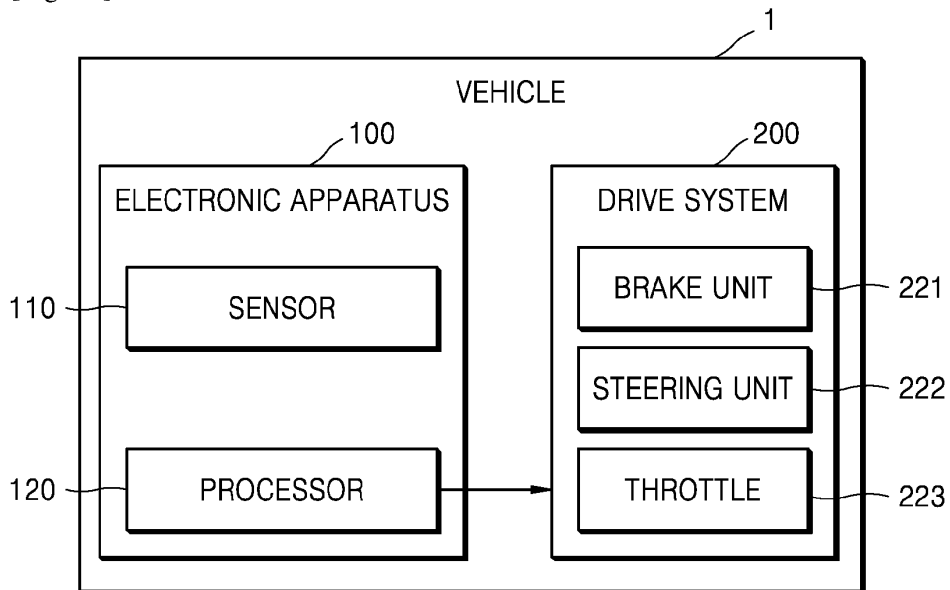 1
VEHICLE
100
200
ELECTRONIC APPARATUS
DRIVE SYSTEM
110
SENSOR
BRAKE UNIT
221
STEERING UNIT
222
120
PROCESSOR
THROTTLE
223